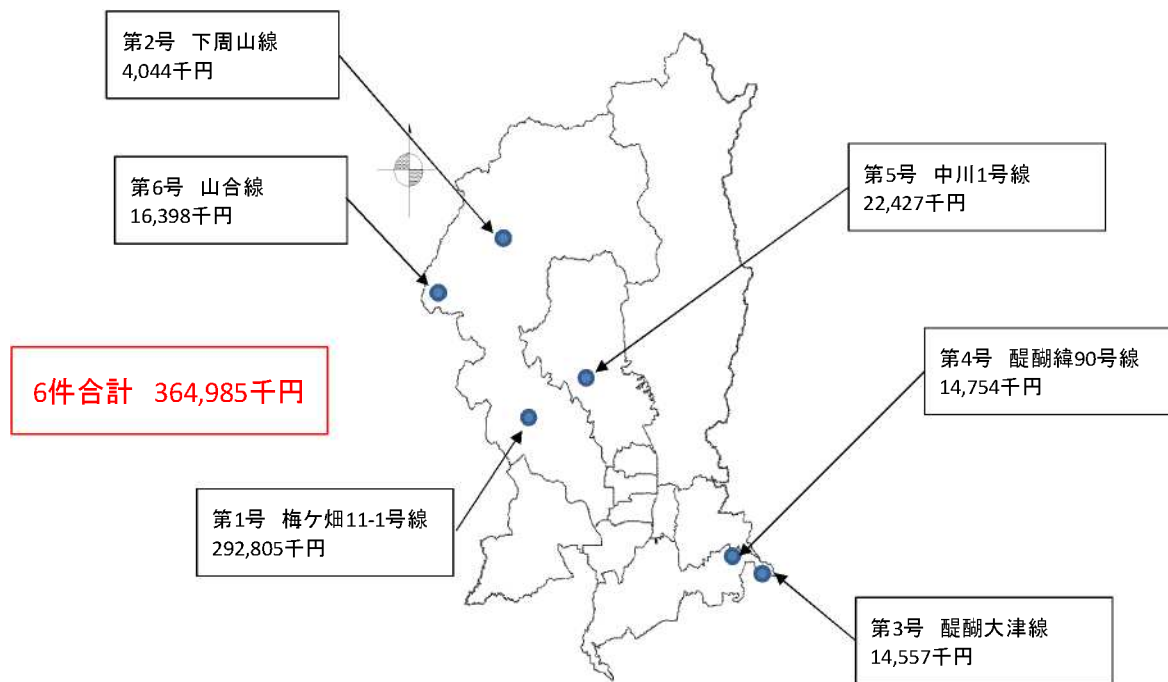 第2号 下周山線
4,044千円
第6号 山合線
16,398千円
第5号 中川1号線
22,427千円
第4号 醍醐緯90号線
14,754千円
6件合計 364,985千円
第1号 梅ケ畑11-1号線
292,805千円
第3号 醍醐大津線
14,557千円